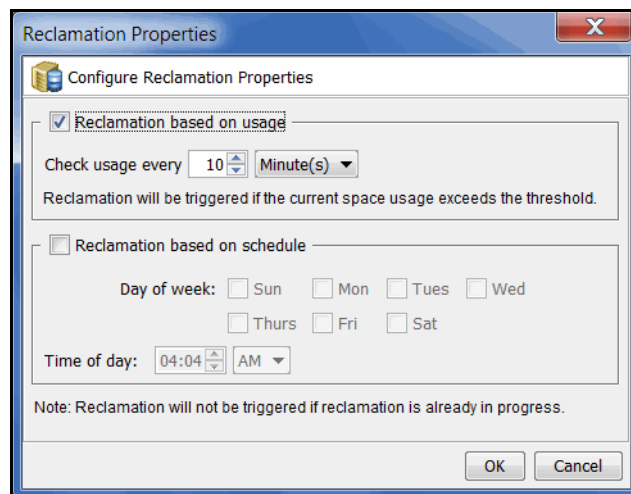 Reclamation Properties
Configure Reclamation Properties
Reclamation based on usage
Check usage every 10 Minute(s)
Reclamation will be triggered if the current space usage exceeds the threshold.
Reclamation based on schedule
Day of week: Sun Mon Tues Wed
Thurs Fri Sat
Time of day: 04:04 AM
Note: Reclamation will not be triggered if reclamation is already in progress.
OK Cancel